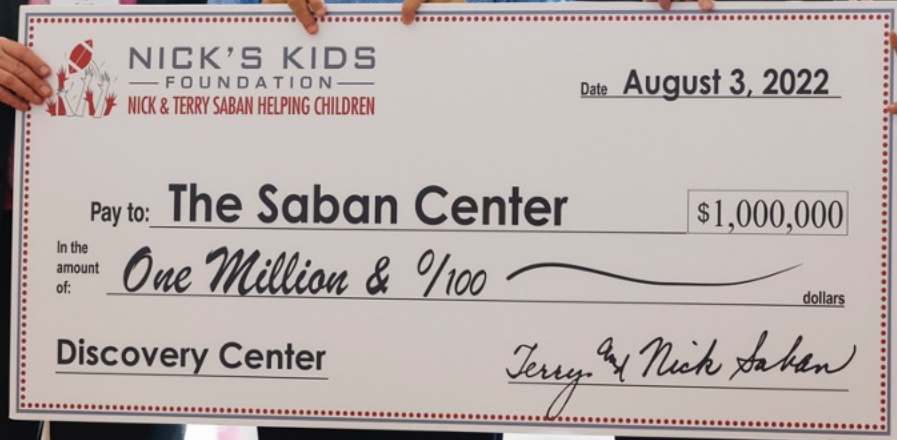 NICK'S KIDS
FOUNDATION
NICK & TERRY SABAN HELPING CHILDREN
Date August 3, 2022
Pay to: The Saban Center $1,000,000
In the
amount
of: One Million & 0/100
dollars
Discovery Center
Terry and Nick Saban